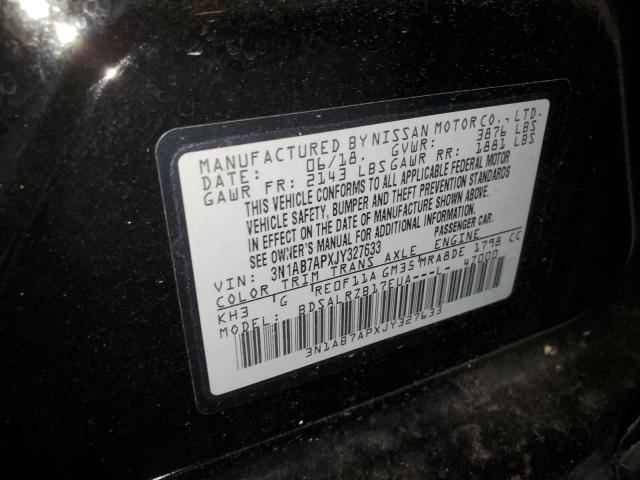 MANUFACTURED BY NISSAN MOTOR CO., LTD.
DATE: 06/18. GVWR: 3876 LBS
GAWR FR: 2143 LBS GAWR RR: 1881 LBS
THIS VEHICLE CONFORMS TO ALL APPLICABLE FEDERAL MOTOR
VEHICLE SAFETY, BUMPER AND THEFT PREVENTION STANDARDS
IN EFFECT ON THE DATE OF MANUFACTURE SHOWN ABOVE.
SEE OWNER'S MANUAL FOR ADDITIONAL INFORMATION.
VIN: 3N1AB7APXJY327633 PASSENGER CAR.
COLOR TRIM TRANS AXLE ENGINE
KH3 G RE0F11A GM35 MRA8DE 1798 CC
MODEL: BDSALRZB17EUA---L- 47000
3N1AB7APXJY327633